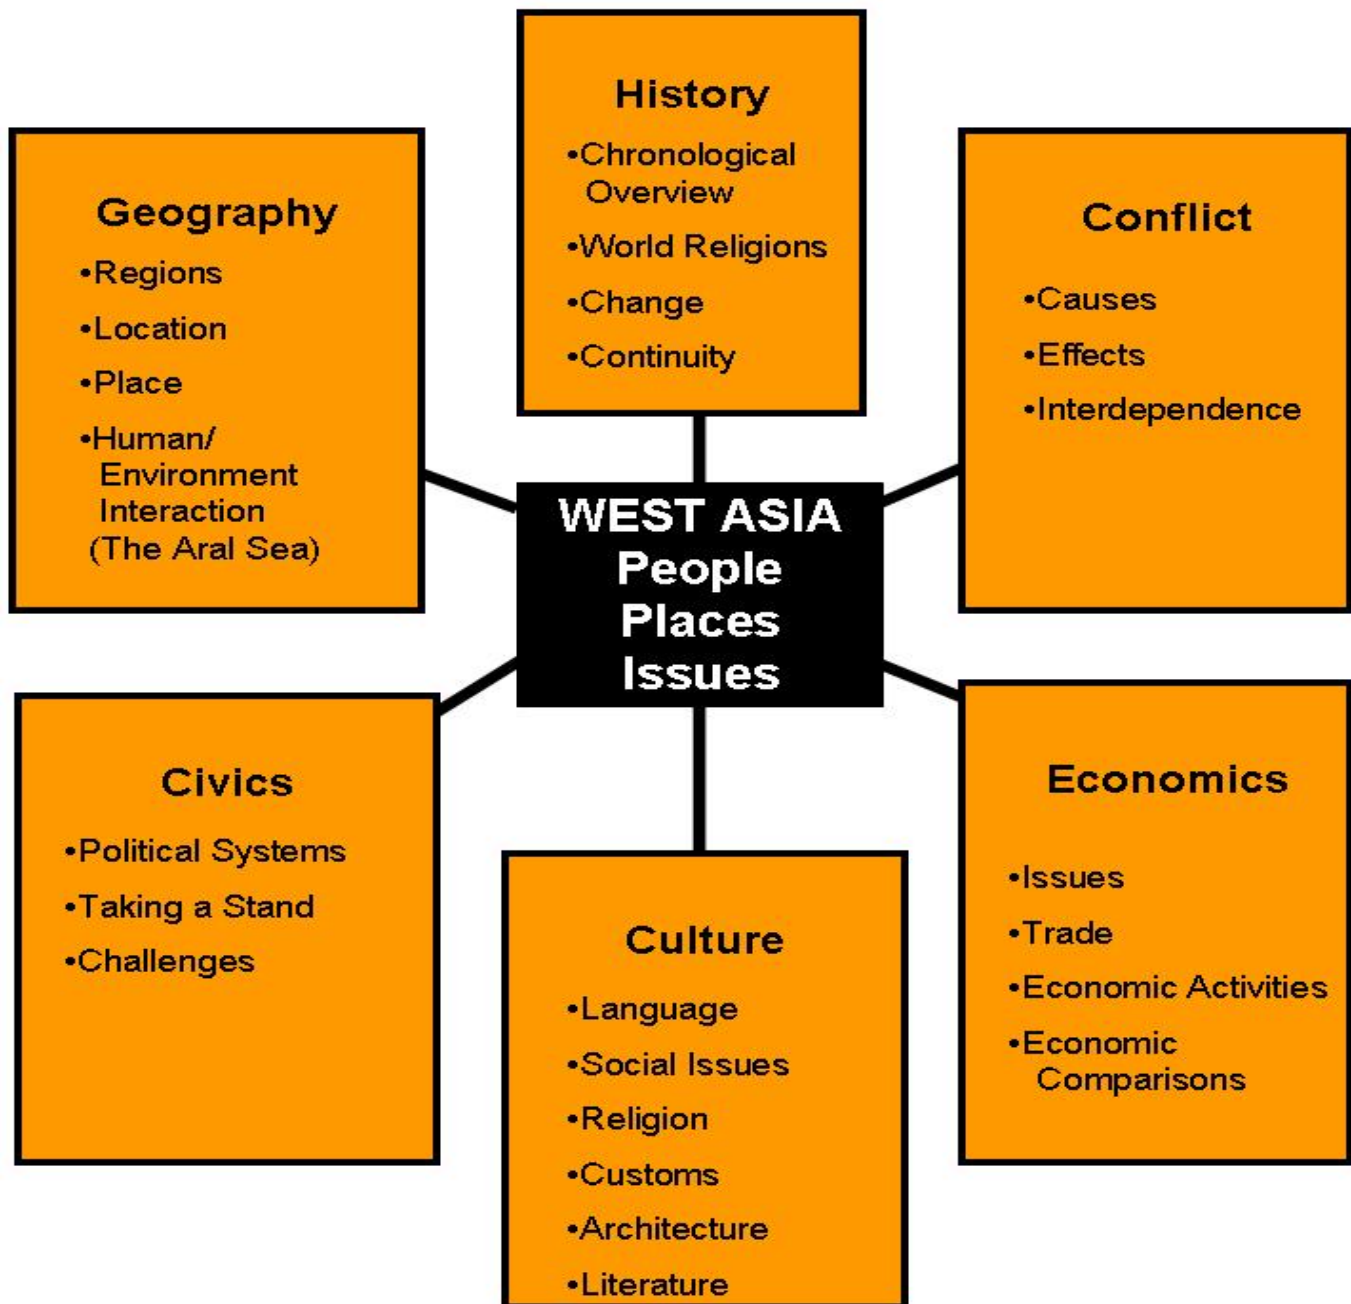 History
•Chronological
Overview
•World Religions
•Change
•Continuity
Geography
•Regions
•Location
•Place
•Human/
Environment
Interaction
(The Aral Sea)
Conflict
•Causes
•Effects
•Interdependence
WEST ASIA
People
Places
Issues
Civics
•Political Systems
•Taking a Stand
•Challenges
Culture
•Language
•Social Issues
•Religion
•Customs
•Architecture
•Literature
Economics
•Issues
•Trade
•Economic Activities
•Economic
Comparisons